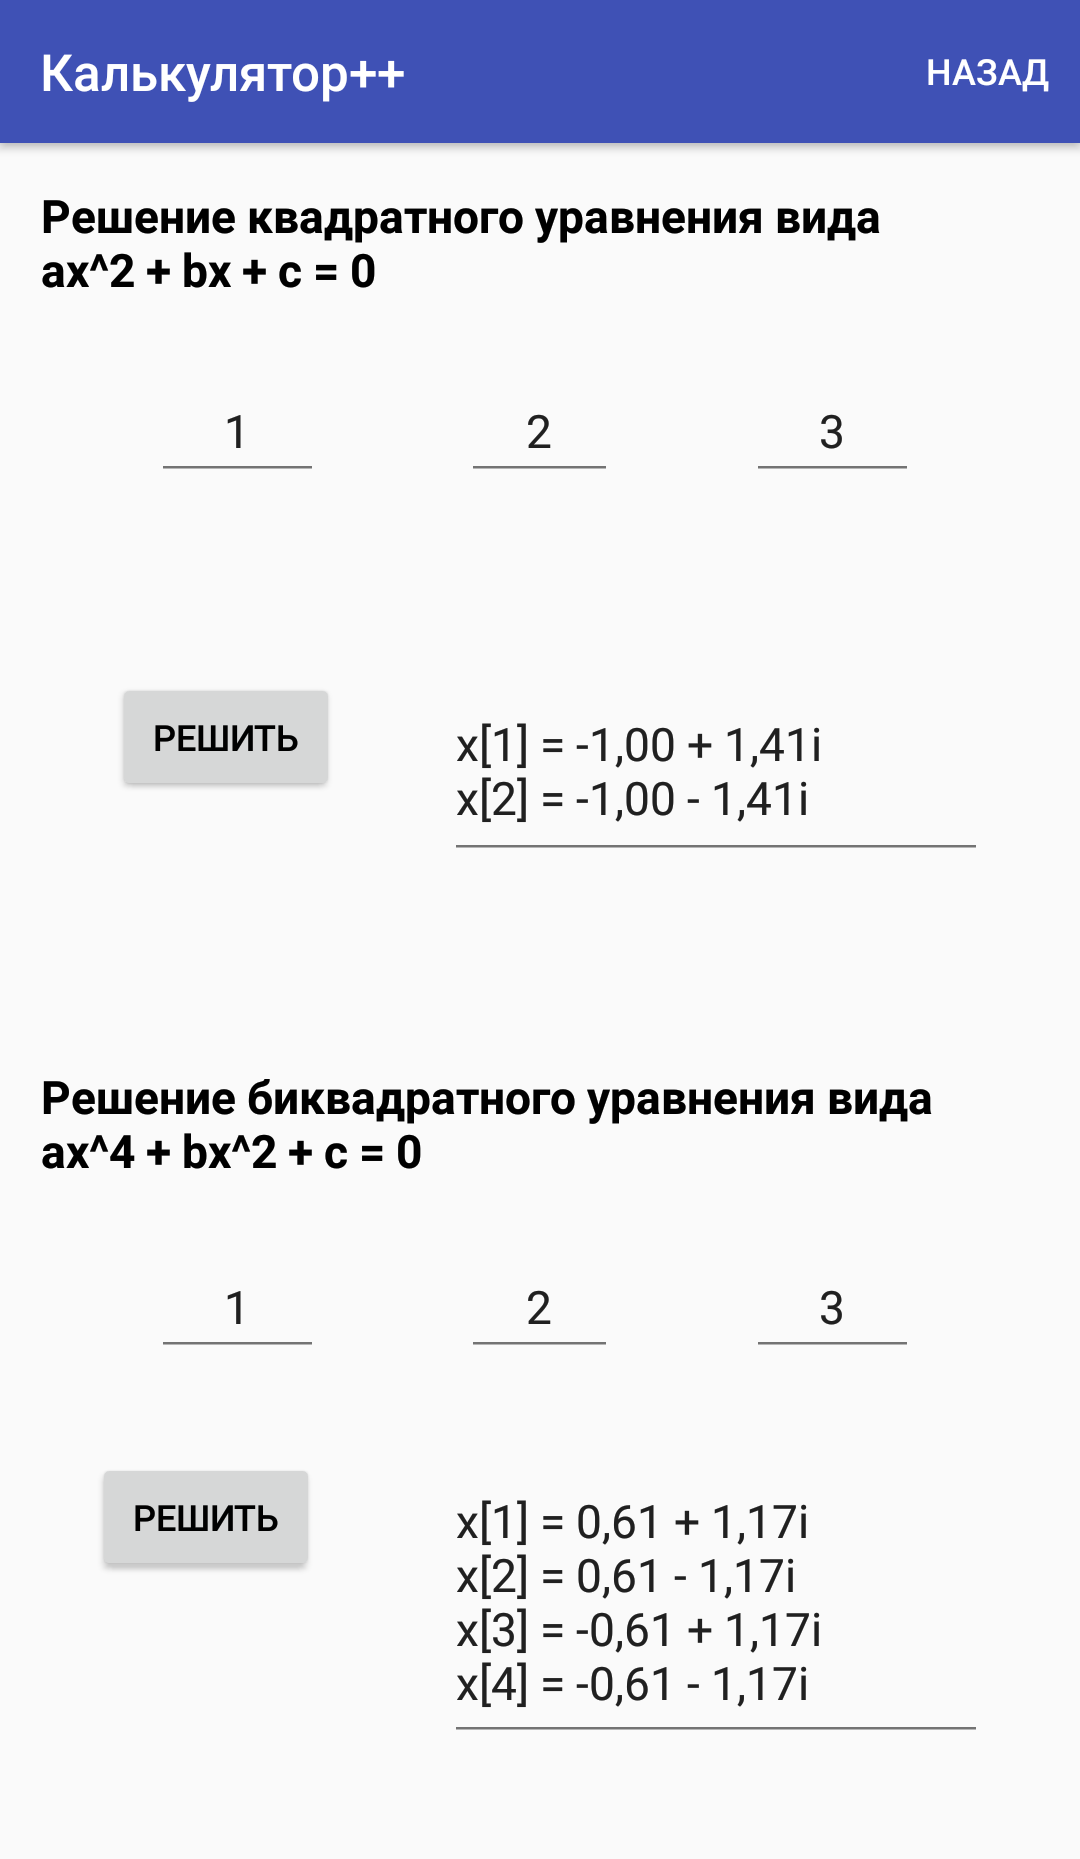 Калькулятор++
НАЗАД
Решение квадратного уравнения вида
ax^2 + bx + c = 0
1 2 3
РЕШИТЬ
x[1] = -1,00 + 1,41i
x[2] = -1,00 - 1,41i
Решение биквадратного уравнения вида
ax^4 + bx^2 + c = 0
1 2 3
РЕШИТЬ
x[1] = 0,61 + 1,17i
x[2] = 0,61 - 1,17i
x[3] = -0,61 + 1,17i
x[4] = -0,61 - 1,17i